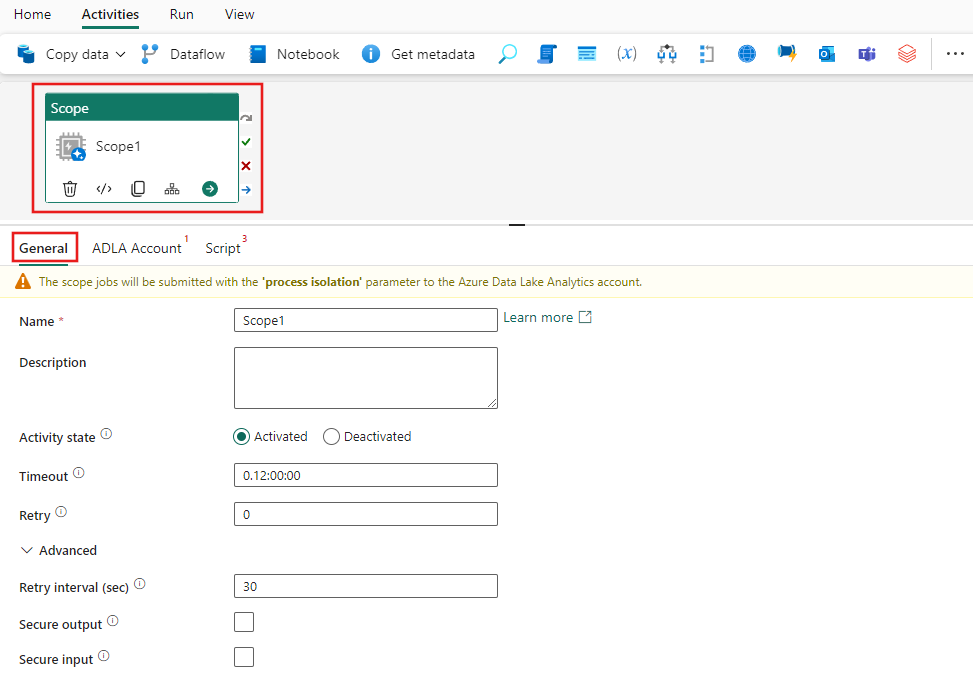 Home Activities Run View
Copy data Dataflow Notebook Get metadata (x)
Scope
Scope1
</>
General ADLA Account 1 Script 3
The scope jobs will be submitted with the 'process isolation' parameter to the Azure Data Lake Analytics account.
Name * Scope1 Learn more
Description
Activity state Activated Deactivated
Timeout 0.12:00:00
Retry 0
Advanced
Retry interval (sec) 30
Secure output
Secure input